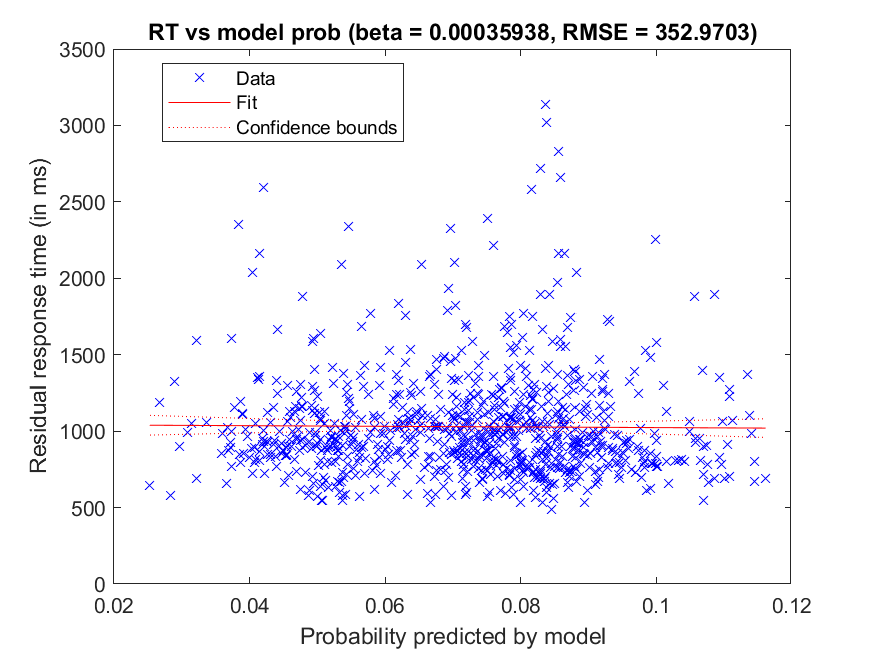 RT vs model prob (beta = 0.00035938, RMSE = 352.9703)
3500
3000
2500
2000
1500
1000
500
0
Data
Fit
Confidence bounds
Residual response time (in ms)
0.02
0.04
0.06
0.08
0.1
0.12
Probability predicted by model